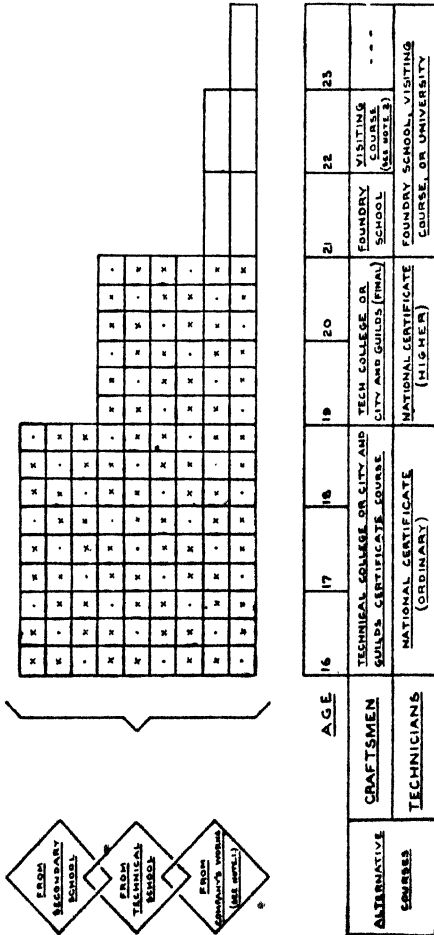 FROM
SECONDARY
SCHOOL
FROM
TECHNICAL
SCHOOL
FROM
COMPANY'S WORKS
(SEE NOTE 1.)
x x . x x . x x .
x . x x . x x . x
. x x . x x . x x
AGE 16 17 18 19 20 21 22 23
ALTERNATIVE
COURSES
CRAFTSMEN
TECHNICAL COLLEGE OR CITY AND
GUILDS CERTIFICATE COURSE
TECH COLLEGE OR
CITY AND GUILDS (FINAL)
FOUNDRY
SCHOOL
VISITING
COURSE
(SEE NOTE 2)
- - -
TECHNICIANS
NATIONAL CERTIFICATE
(ORDINARY)
NATIONAL CERTIFICATE
(HIGHER)
FOUNDRY SCHOOL, VISITING
COURSE, OR UNIVERSITY